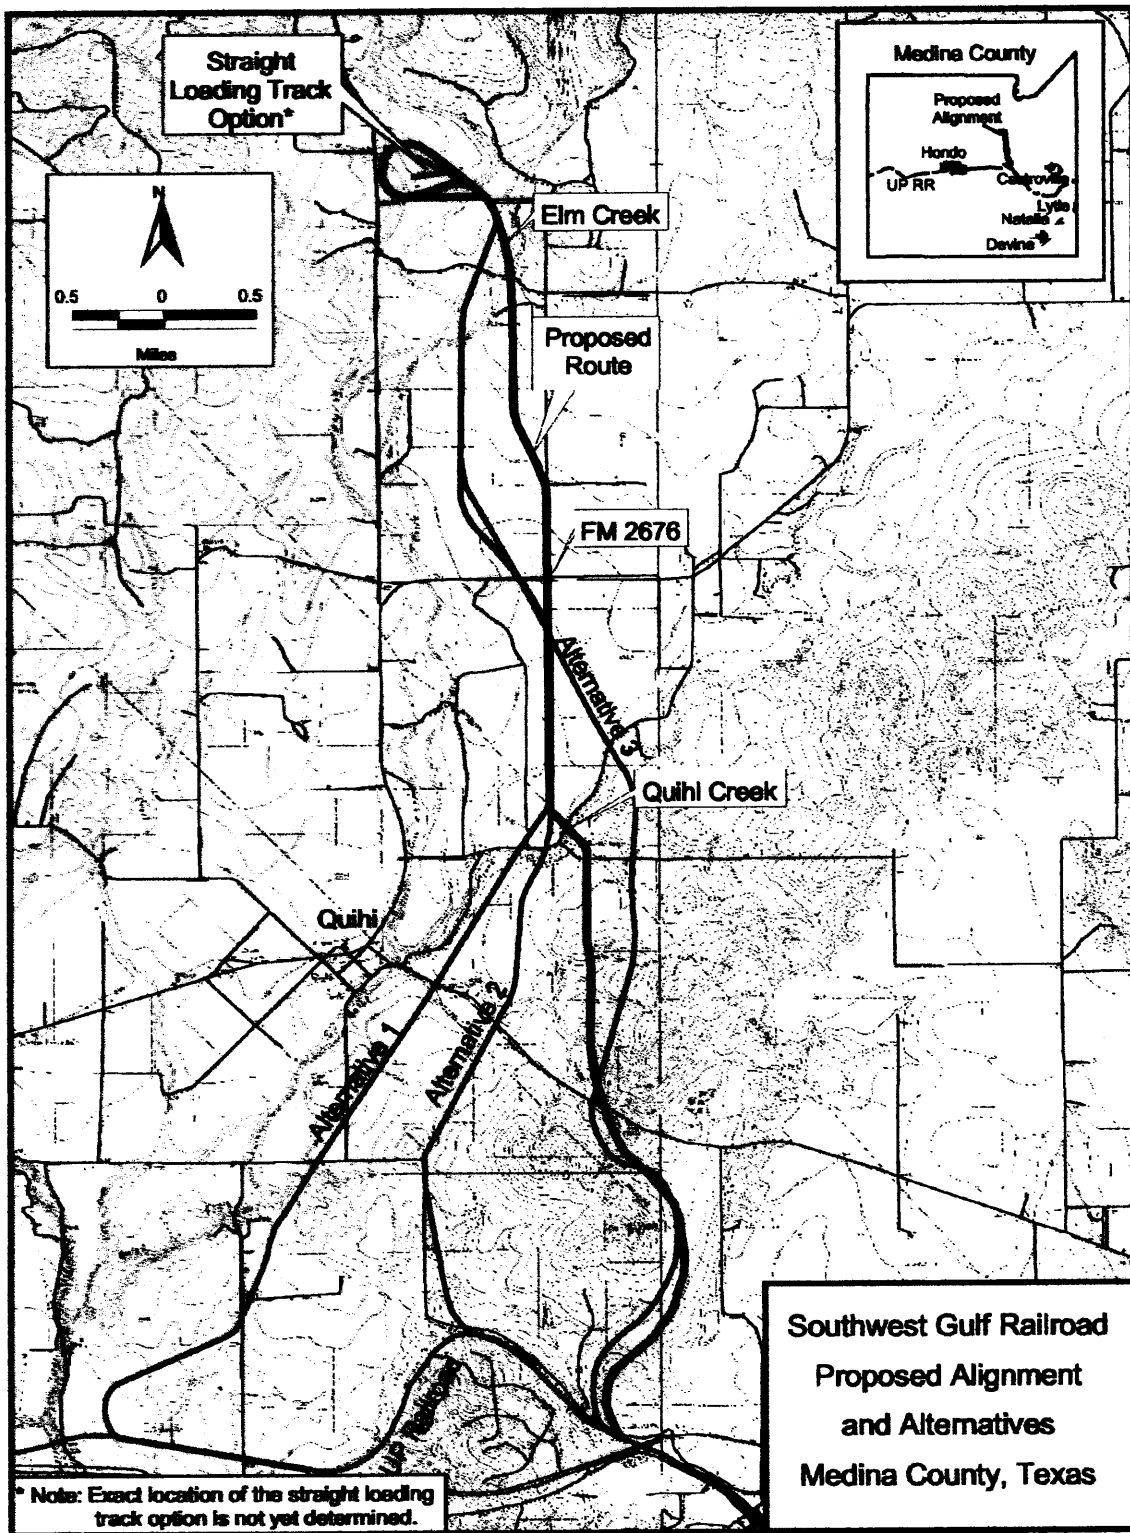 Straight
Loading Track
Option*
Medina County
Proposed
Alignment
Hondo
UP RR
Castroville
Lytle
Natalia
Devine
N
0.5 0 0.5
Miles
Elm Creek
Proposed
Route
FM 2676
Alternative 3
Quihi Creek
Quihi
Alternative 1
Alternative 2
UP Railroad
Southwest Gulf Railroad
Proposed Alignment
and Alternatives
Medina County, Texas
* Note: Exact location of the straight loading
track option is not yet determined.